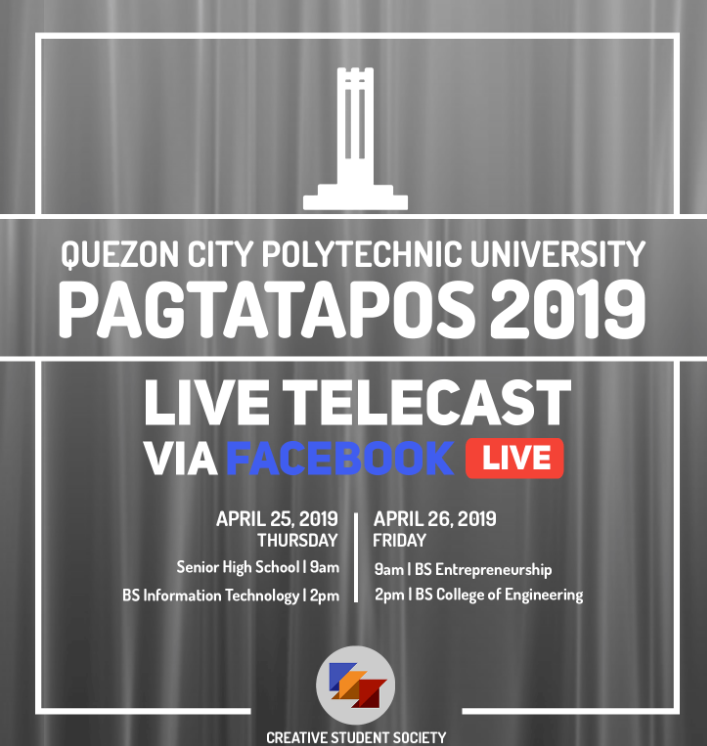 QUEZON CITY POLYTECHNIC UNIVERSITY
PAGTATAPOS 2019
LIVE TELECAST
VIA FACEBOOK LIVE
APRIL 25, 2019
THURSDAY
Senior High School | 9am
BS Information Technology | 2pm
APRIL 26, 2019
FRIDAY
9am | BS Entrepreneurship
2pm | BS College of Engineering
CREATIVE STUDENT SOCIETY